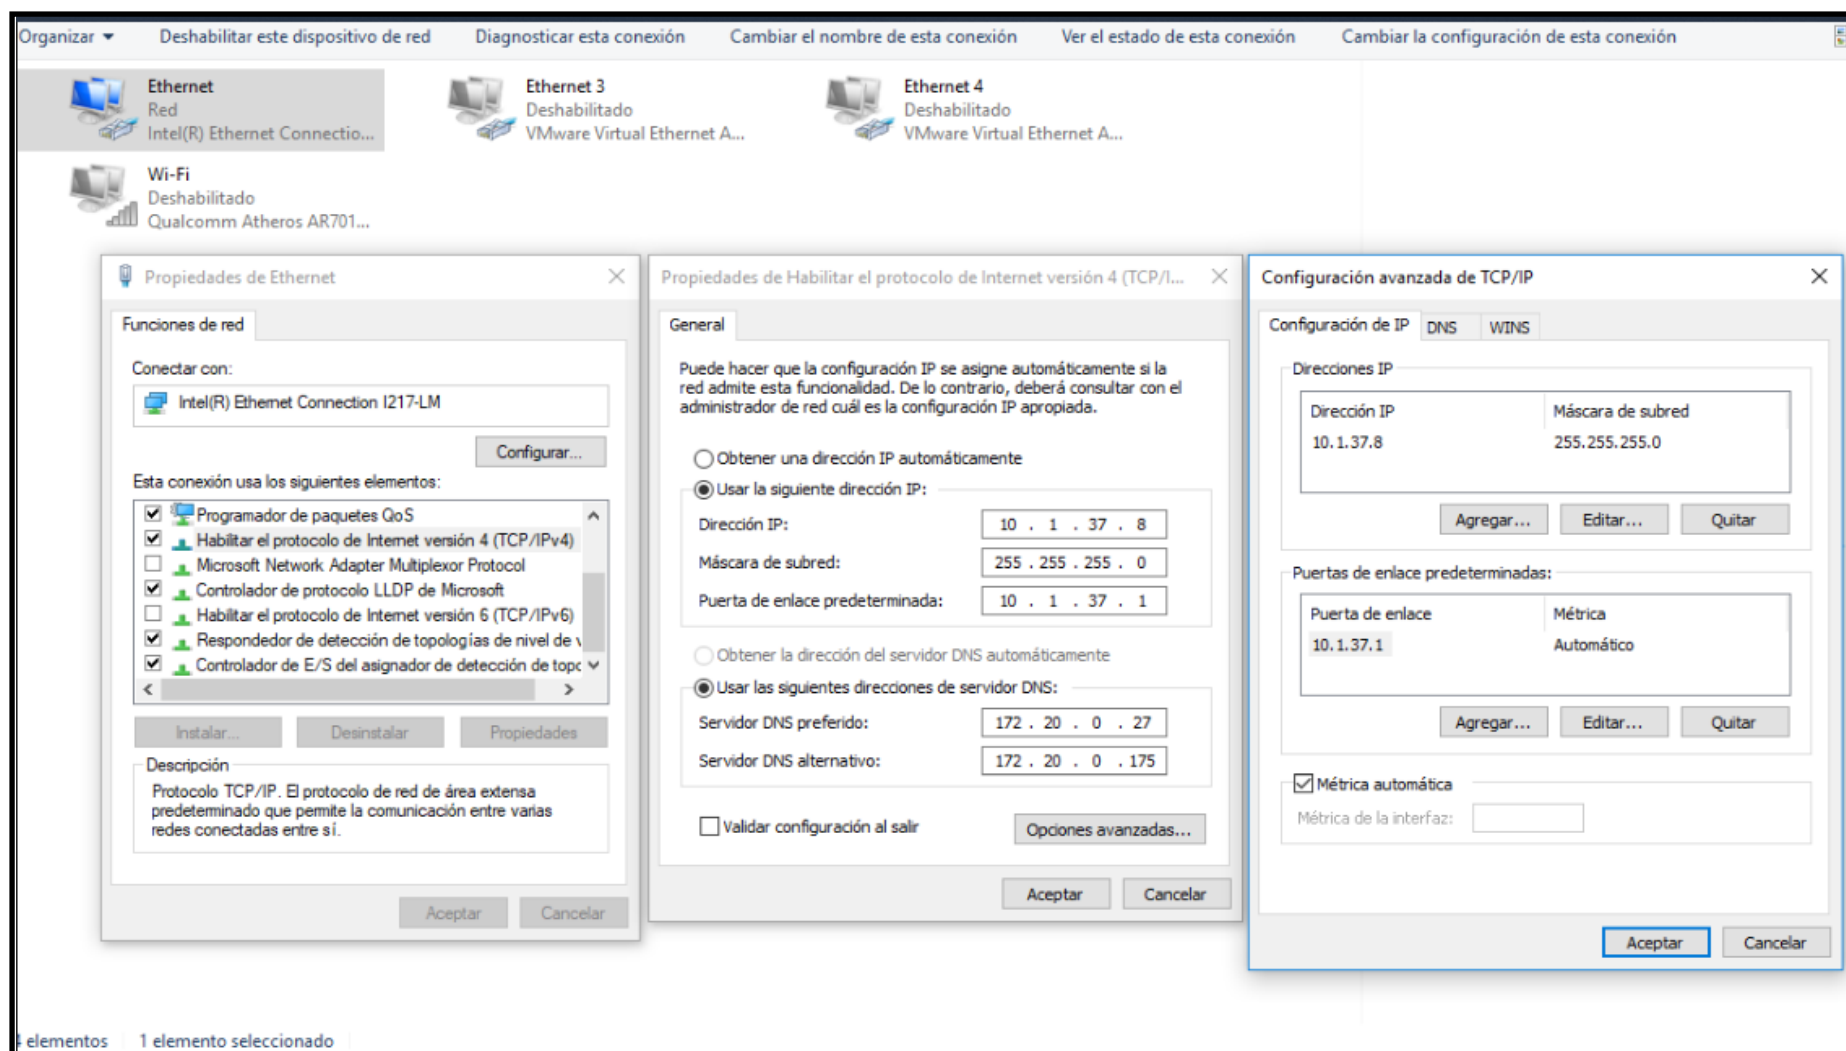 Organizar Deshabilitar este dispositivo de red Diagnosticar esta conexión Cambiar el nombre de esta conexión Ver el estado de esta conexión Cambiar la configuración de esta conexión
Ethernet
Red
Intel(R) Ethernet Connectio...
Ethernet 3
Deshabilitado
VMware Virtual Ethernet A...
Ethernet 4
Deshabilitado
VMware Virtual Ethernet A...
Wi-Fi
Deshabilitado
Qualcomm Atheros AR701...
Propiedades de Ethernet
Funciones de red
Conectar con:
Intel(R) Ethernet Connection I217-LM
Configurar...
Esta conexión usa los siguientes elementos:
Programador de paquetes QoS
Habilitar el protocolo de Internet versión 4 (TCP/IPv4)
Microsoft Network Adapter Multiplexor Protocol
Controlador de protocolo LLDP de Microsoft
Habilitar el protocolo de Internet versión 6 (TCP/IPv6)
Respondedor de detección de topologías de nivel de v
Controlador de E/S del asignador de detección de topo
Instalar... Desinstalar Propiedades
Descripción
Protocolo TCP/IP. El protocolo de red de área extensa
predeterminado que permite la comunicación entre varias
redes conectadas entre sí.
Aceptar Cancelar
Propiedades de Habilitar el protocolo de Internet versión 4 (TCP/I...
General
Puede hacer que la configuración IP se asigne automáticamente si la
red admite esta funcionalidad. De lo contrario, deberá consultar con el
administrador de red cuál es la configuración IP apropiada.
Obtener una dirección IP automáticamente
Usar la siguiente dirección IP:
Dirección IP: 10 . 1 . 37 . 8
Máscara de subred: 255 . 255 . 255 . 0
Puerta de enlace predeterminada: 10 . 1 . 37 . 1
Obtener la dirección del servidor DNS automáticamente
Usar las siguientes direcciones de servidor DNS:
Servidor DNS preferido: 172 . 20 . 0 . 27
Servidor DNS alternativo: 172 . 20 . 0 . 175
Validar configuración al salir Opciones avanzadas...
Aceptar Cancelar
Configuración avanzada de TCP/IP
Configuración de IP DNS WINS
Direcciones IP
Dirección IP Máscara de subred
10.1.37.8 255.255.255.0
Agregar... Editar... Quitar
Puertas de enlace predeterminadas:
Puerta de enlace Métrica
10.1.37.1 Automático
Agregar... Editar... Quitar
Métrica automática
Métrica de la interfaz:
Aceptar Cancelar
4 elementos 1 elemento seleccionado